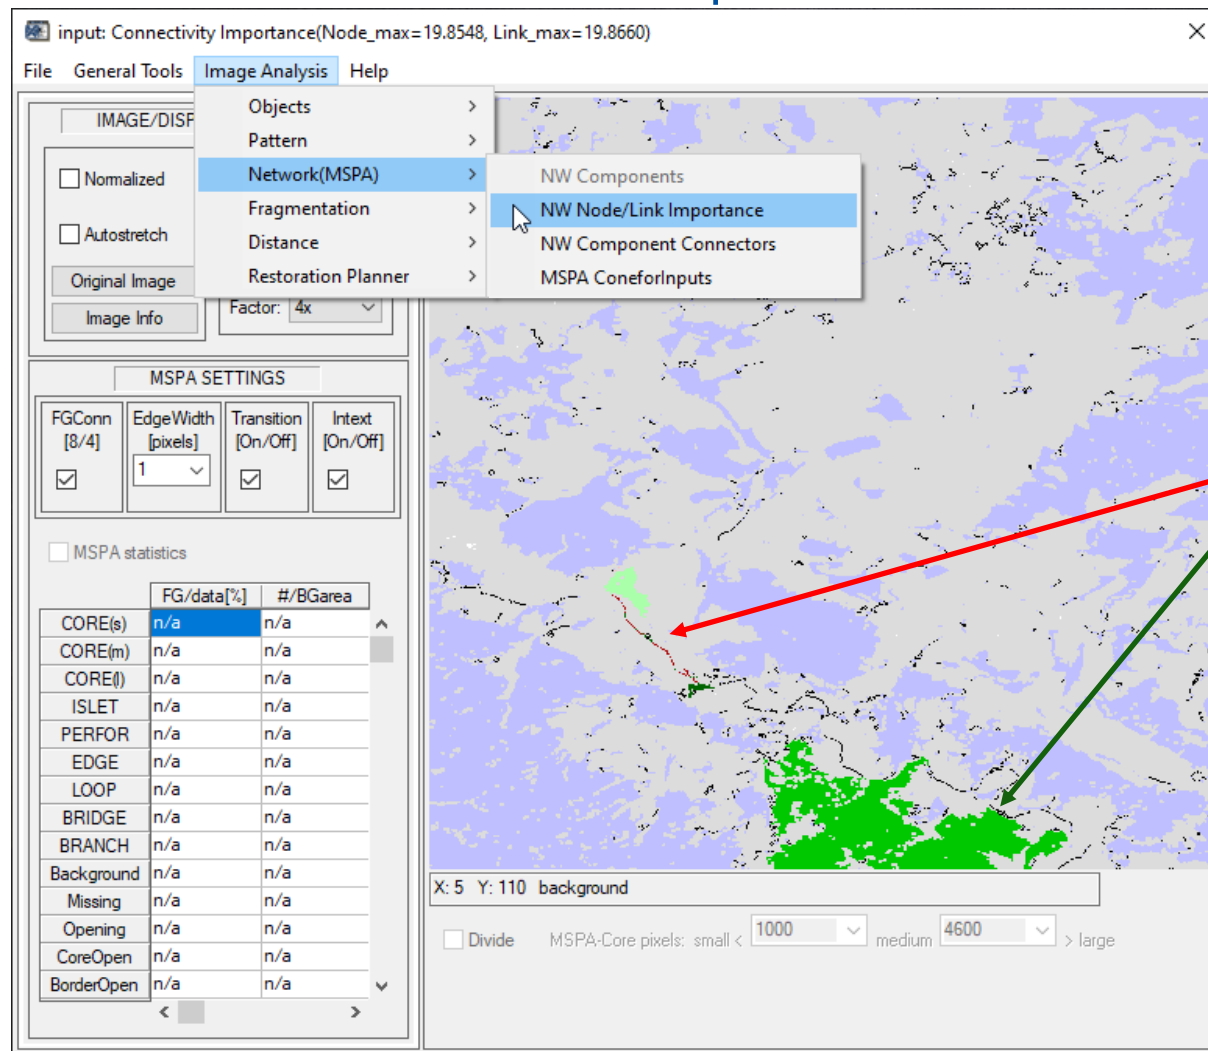 input: Connectivity Importance(Node_max=19.8548, Link_max=19.8660)
File General Tools Image Analysis Help
IMAGE/DISP
Normalized
Autostretch
Original Image
Image Info
Factor: 4x
Objects
Pattern
Network(MSPA)
Fragmentation
Distance
Restoration Planner
NW Components
NW Node/Link Importance
NW Component Connectors
MSPA ConeforInputs
MSPA SETTINGS
FGConn EdgeWidth Transition Intext
[8/4] [pixels] [On/Off] [On/Off]
1
MSPA statistics
FG/data[%] #/BGarea
CORE(s) n/a n/a
CORE(m) n/a n/a
CORE(l) n/a n/a
ISLET n/a n/a
PERFOR n/a n/a
EDGE n/a n/a
LOOP n/a n/a
BRIDGE n/a n/a
BRANCH n/a n/a
Background n/a n/a
Missing n/a n/a
Opening n/a n/a
CoreOpen n/a n/a
BorderOpen n/a n/a
X: 5 Y: 110 background
Divide MSPA-Core pixels: small < 1000 medium 4600 > large